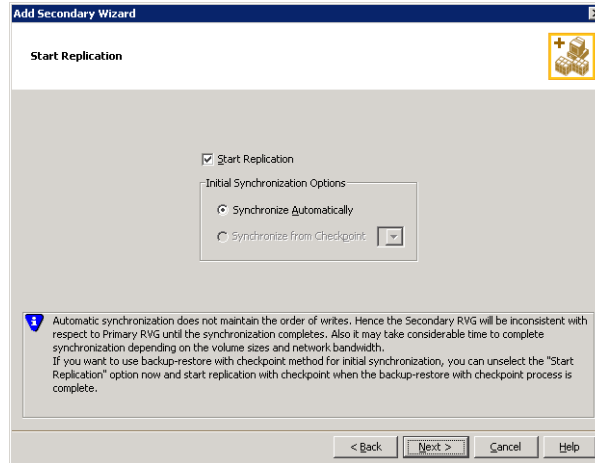 Add Secondary Wizard
Start Replication
Start Replication
Initial Synchronization Options
Synchronize Automatically
Synchronize from Checkpoint
Automatic synchronization does not maintain the order of writes. Hence the Secondary RVG will be inconsistent with
respect to Primary RVG until the synchronization completes. Also it may take considerable time to complete
synchronization depending on the volume sizes and network bandwidth.
If you want to use backup-restore with checkpoint method for initial synchronization, you can unselect the "Start
Replication" option now and start replication with checkpoint when the backup-restore with checkpoint process is
complete.
< Back Next > Cancel Help